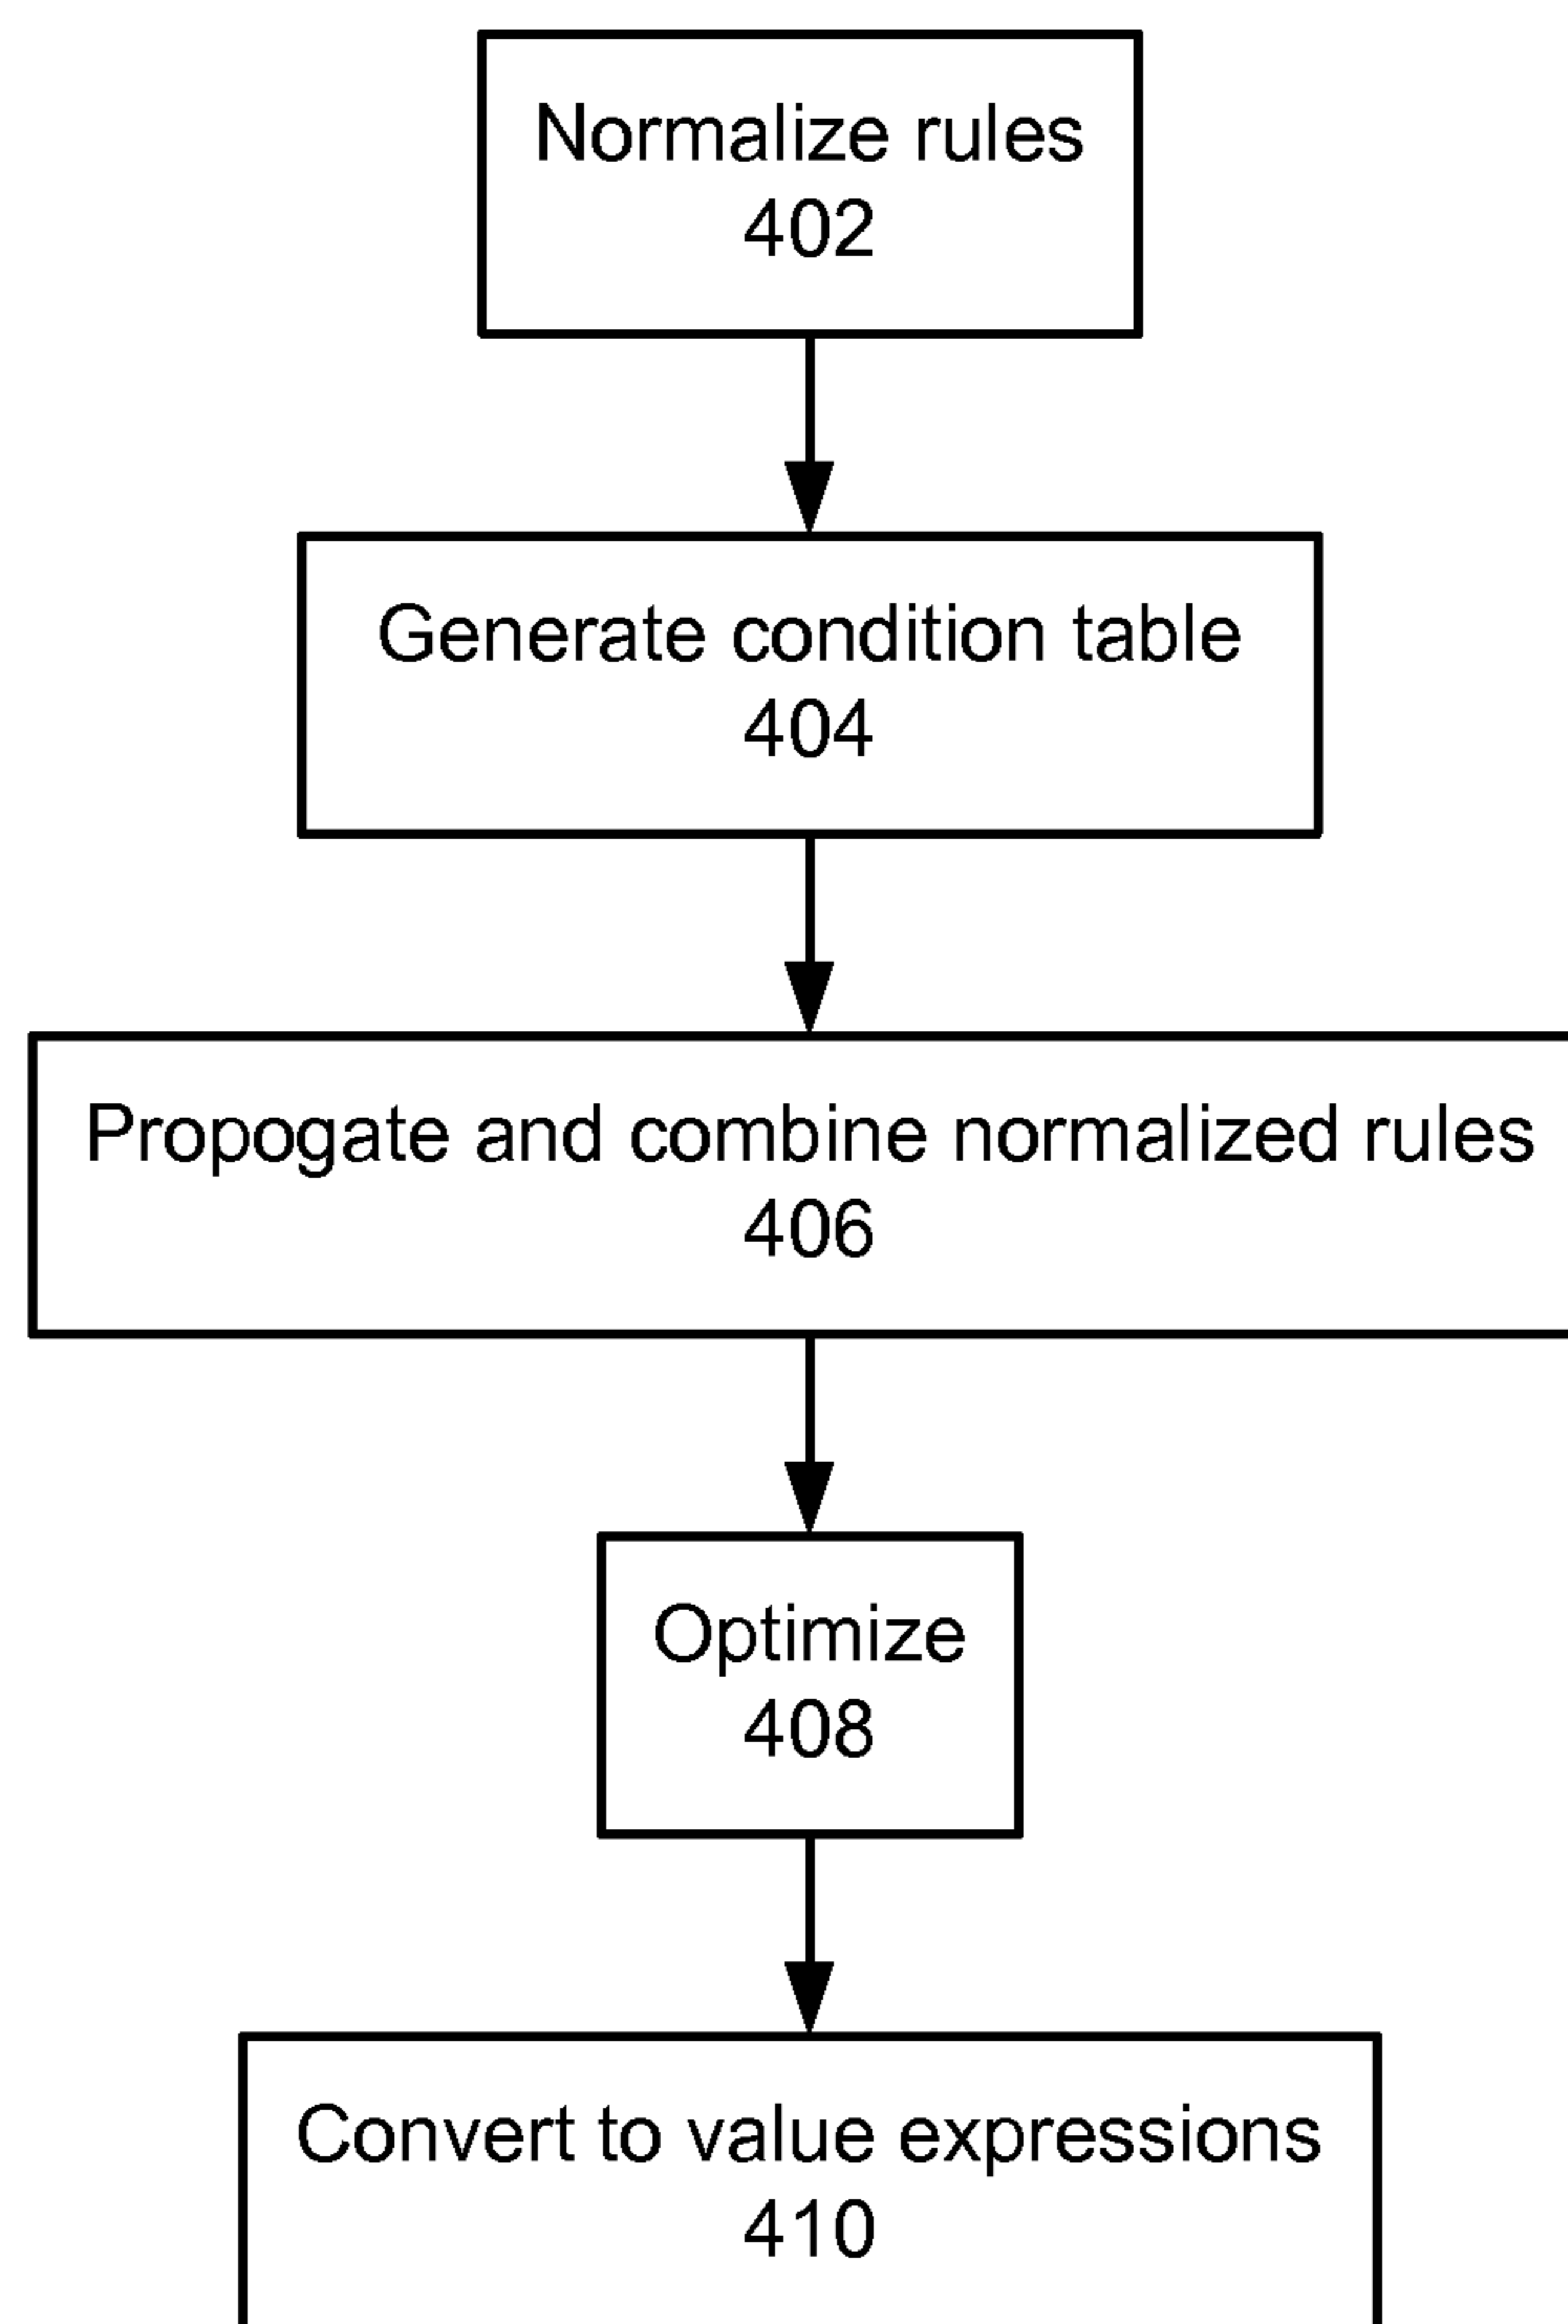 Normalize rules
402
Generate condition table
404
Propogate and combine normalized rules
406
Optimize
408
Convert to value expressions
410